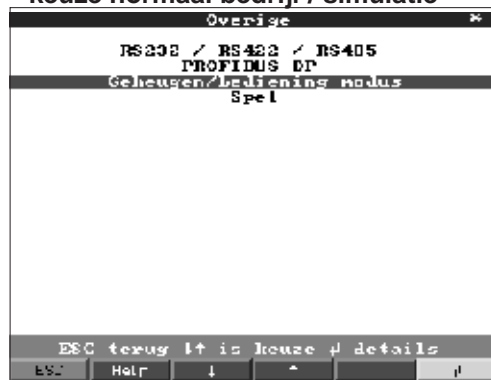 keuze normaal bedrijf / simulatie
Overige
RS232 / RS422 / RS485
PROFIBUS DP
Geheugen/bediening modus
Spel
ESC terug ↓↑ is keuze ↵ details
ESC Help ↓ ↑ ↵